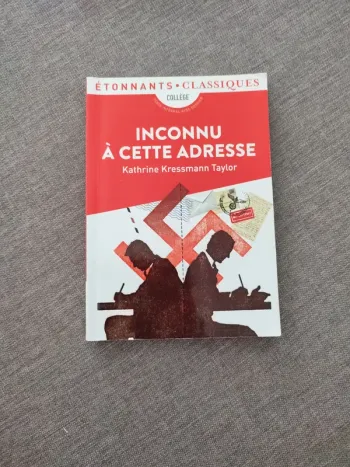 ÉTONNANTS • CLASSIQUES
COLLÈGE
INCONNU
À CETTE ADRESSE
Kathrine Kressmann Taylor